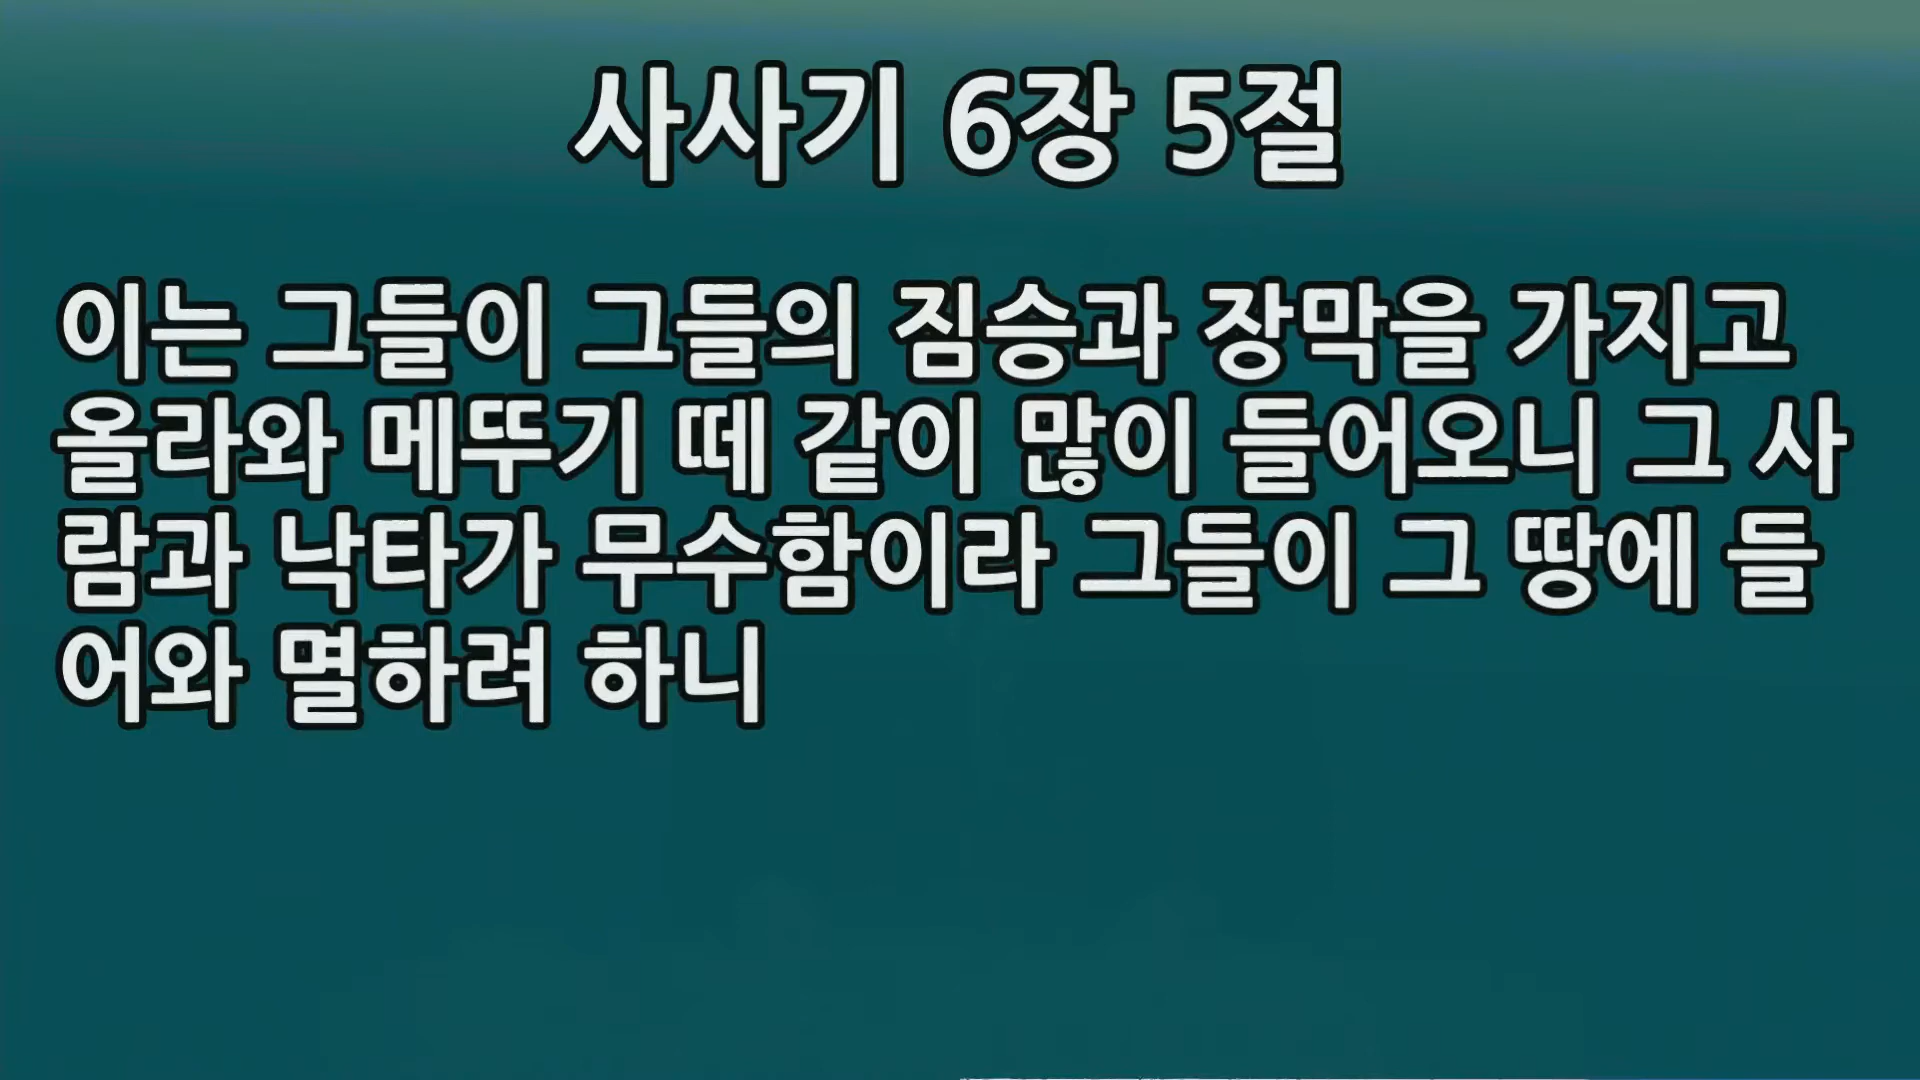 사사기 6장 5절
이는 그들이 그들의 짐승과 장막을 가지고
올라와 메뚜기 떼 같이 많이 들어오니 그 사
람과 낙타가 무수함이라 그들이 그 땅에 들
어와 멸하려 하니